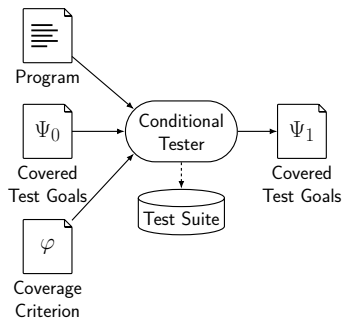 Program
Ψ₀
Covered
Test Goals
φ
Coverage
Criterion
Conditional
Tester
Test Suite
Ψ₁
Covered
Test Goals